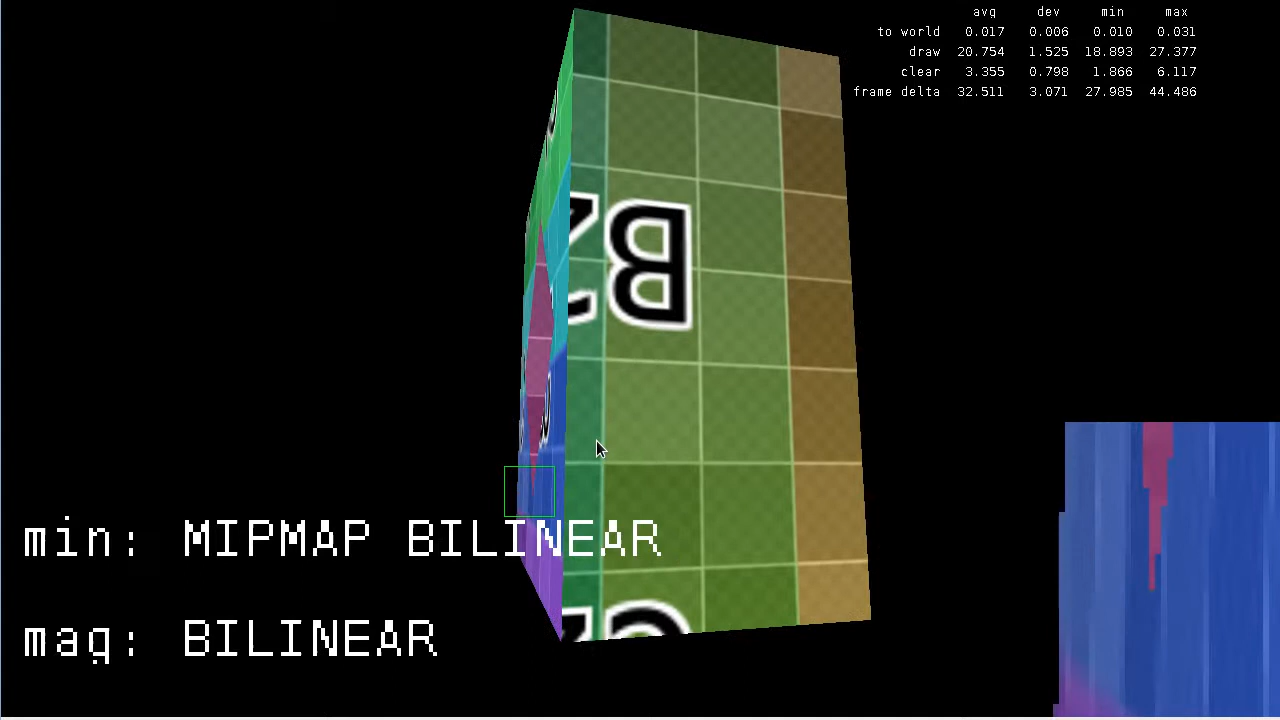 avg dev min max
to world 0.017 0.006 0.010 0.031
draw 20.754 1.525 18.893 27.377
clear 3.355 0.798 1.866 6.117
frame delta 32.511 3.071 27.985 44.486
B2
min: MIPMAP BILINEAR
mag: BILINEAR